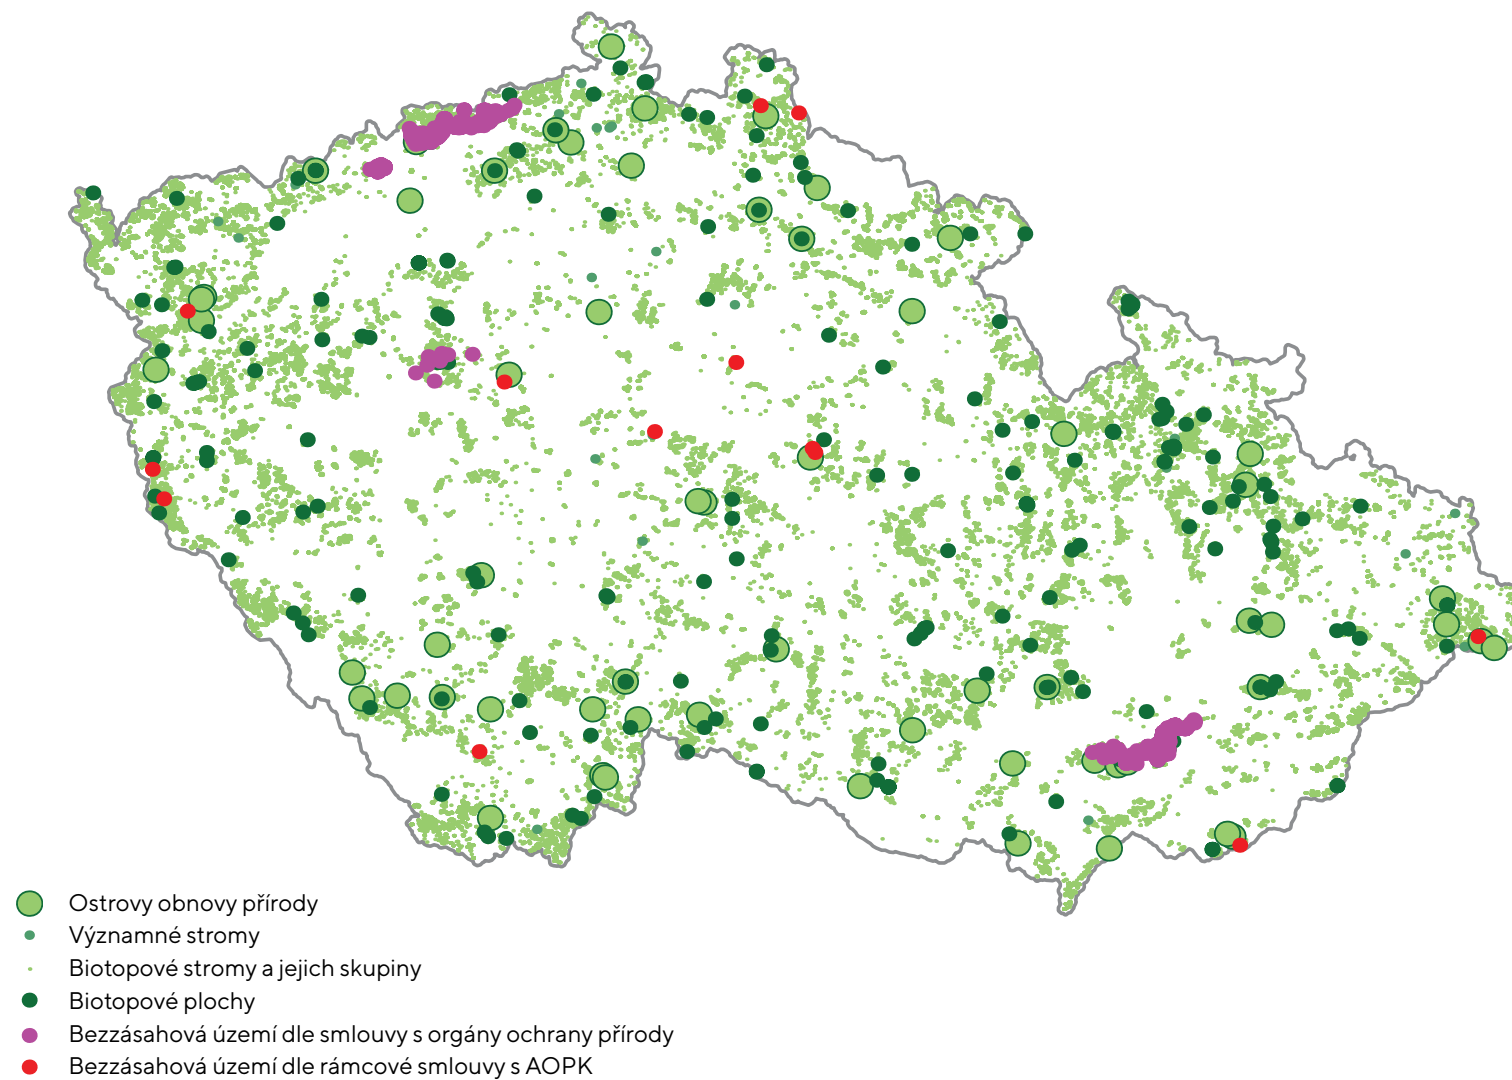 Ostrovy obnovy přírody
Významné stromy
Biotopové stromy a jejich skupiny
Biotopové plochy
Bezzásahová území dle smlouvy s orgány ochrany přírody
Bezzásahová území dle rámcové smlouvy s AOPK